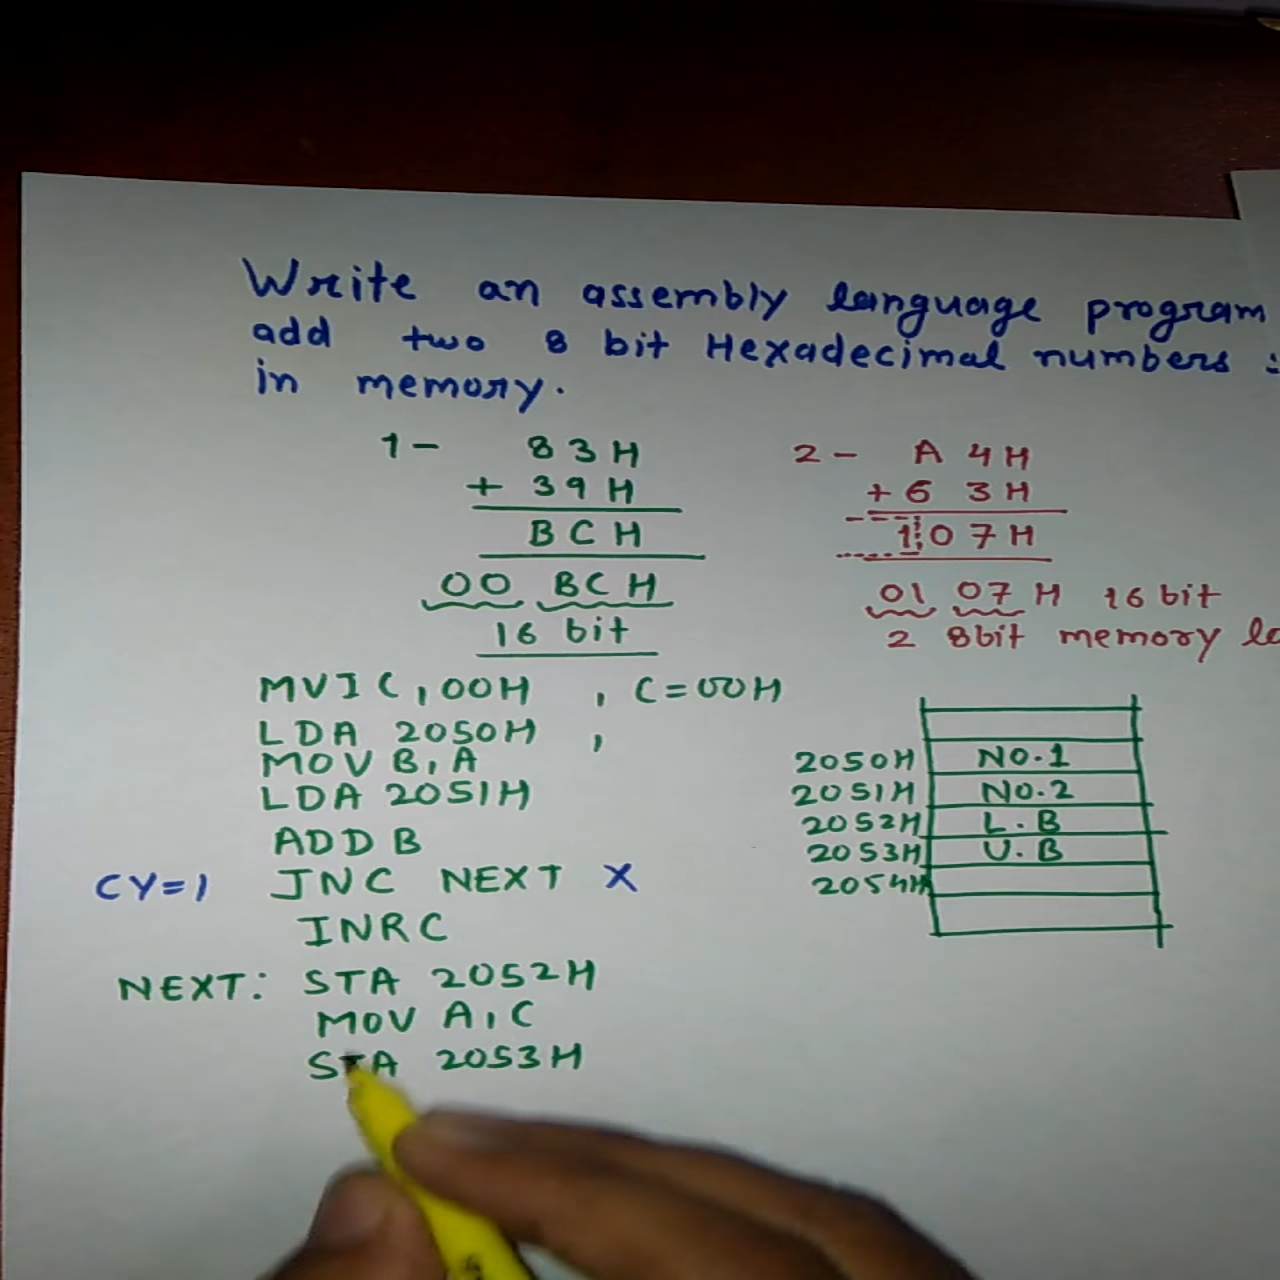 Write an assembly language program
add two 8 bit Hexadecimal numbers
in memory.
1- 83H
+ 39H
BCH
00 BCH
16 bit
2- A4H
+ 63H
107H
01 07H 16 bit
2 8bit memory
MVI C, 00H , C=00H
LDA 2050H ,
MOV B, A
LDA 2051H
ADD B
CY=1 JNC NEXT X
INR C
NEXT: STA 2052H
MOV A, C
STA 2053H
2050H NO.1
2051H NO.2
2052H L.B
2053H U.B
2054H